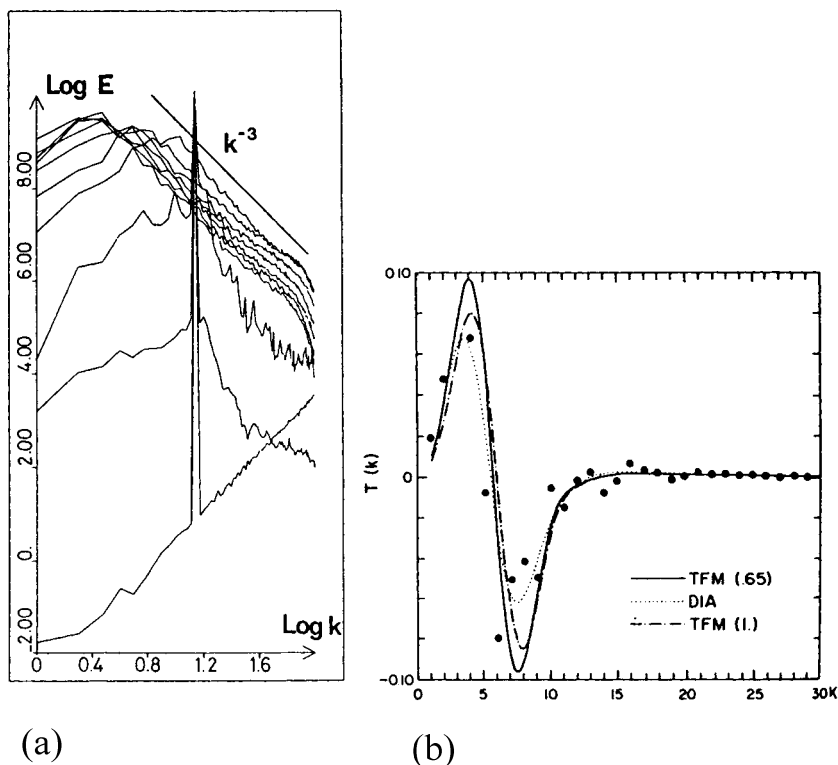 Log E
k-3
8.00
6.00
4.00
2.00
0.
-2.00
Log k
0 0.4 0.8 1.2 1.6
(a)
0.10
T (k)
0
-0.10
0 5 10 15 20 25 30K
TFM (.65)
DIA
TFM (1.)
(b)